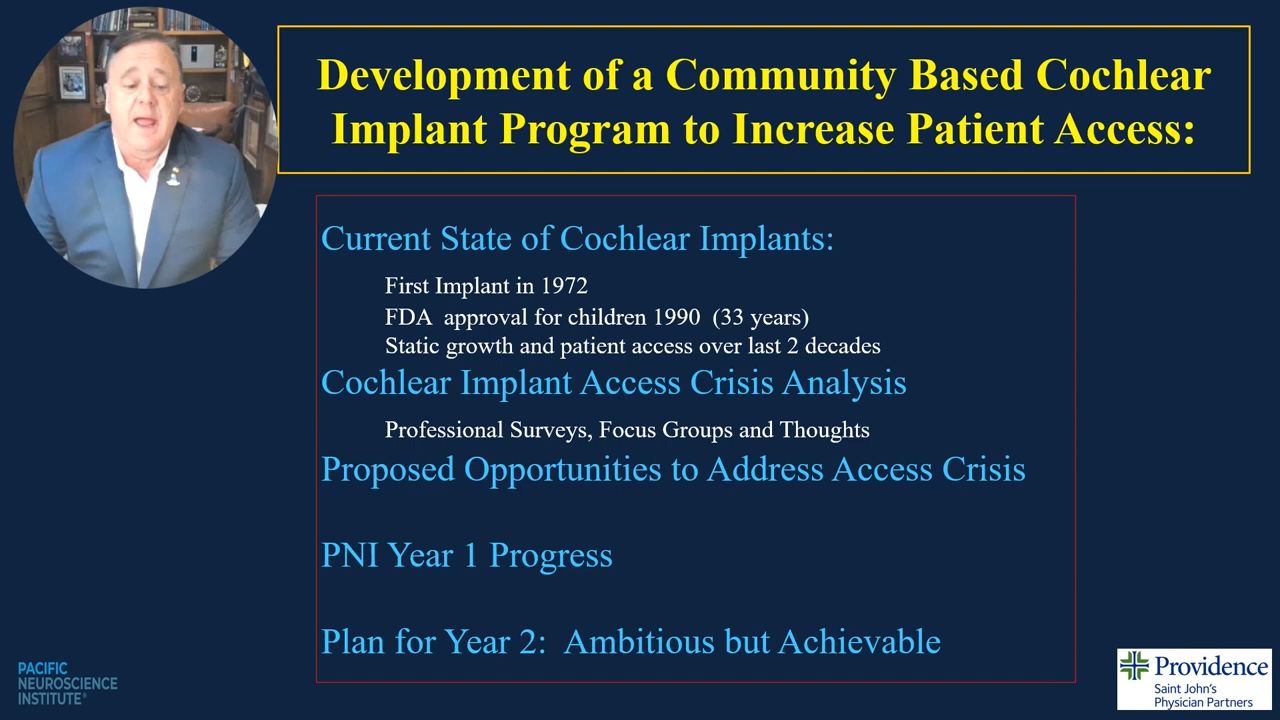 Development of a Community Based Cochlear
Implant Program to Increase Patient Access:
Current State of Cochlear Implants:
First Implant in 1972
FDA  approval for children 1990  (33 years)
Static growth and patient access over last 2 decades
Cochlear Implant Access Crisis Analysis
Professional Surveys, Focus Groups and Thoughts
Proposed Opportunities to Address Access Crisis
PNI Year 1 Progress
Plan for Year 2:  Ambitious but Achievable
PACIFIC
NEUROSCIENCE
INSTITUTE®
Providence
Saint John's
Physician Partners